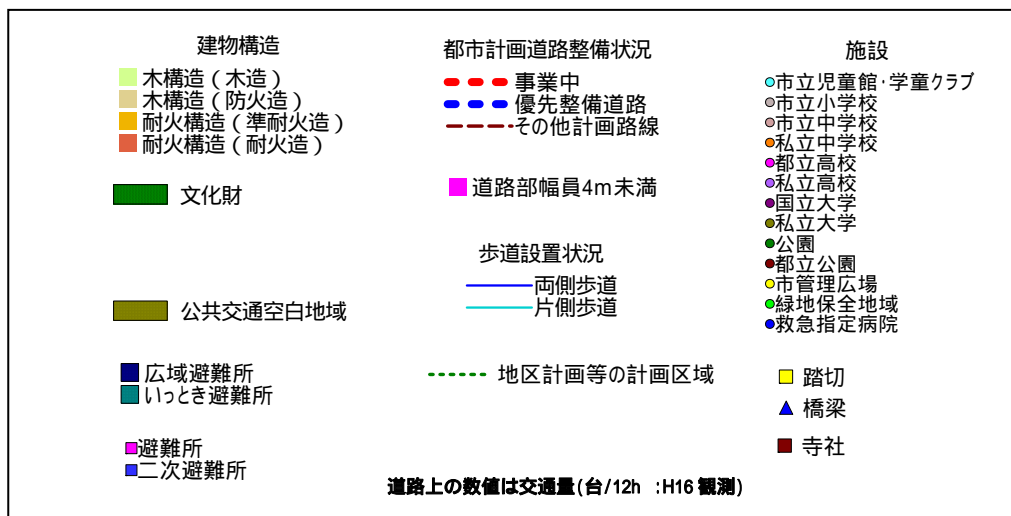 建物構造
木構造(木造)
木構造(防火造)
耐火構造(準耐火造)
耐火構造(耐火造)
文化財
公共交通空白地域
広域避難所
いっとき避難所
避難所
二次避難所
都市計画道路整備状況
事業中
優先整備道路
その他計画路線
道路部幅員4m未満
歩道設置状況
両側歩道
片側歩道
地区計画等の計画区域
道路上の数値は交通量(台/12h :H16 観測)
施設
市立児童館・学童クラブ
市立小学校
市立中学校
私立中学校
都立高校
私立高校
国立大学
私立大学
公園
都立公園
市管理広場
緑地保全地域
救急指定病院
踏切
橋梁
寺社